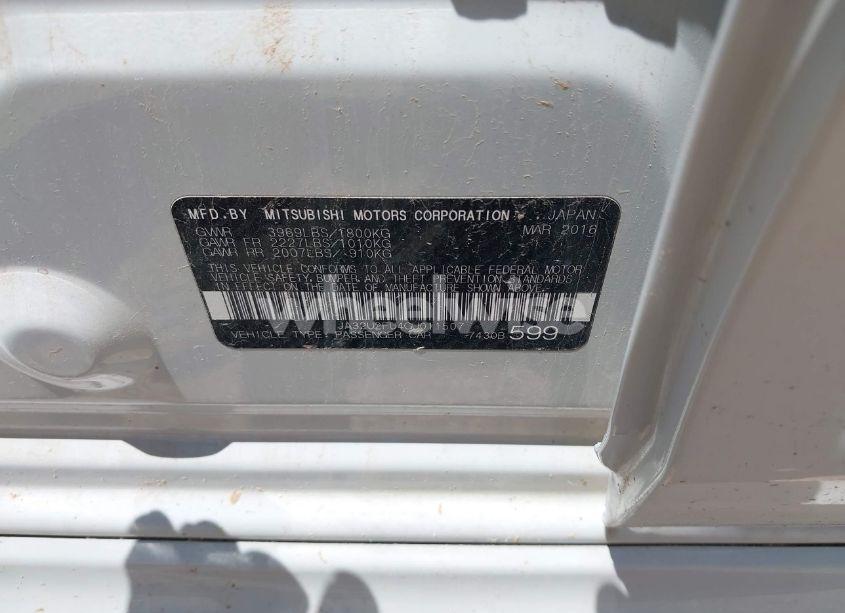 MFD.BY MITSUBISHI MOTORS CORPORATION JAPAN
GVWR 3969LBS/1800KG MAR 2016
GAWR FR 2227LBS/1010KG
GAWR RR 2007LBS/ 910KG
THIS VEHICLE CONFORMS TO ALL APPLICABLE FEDERAL MOTOR
VEHICLE SAFETY, BUMPER, AND THEFT PREVENTION STANDARDS
IN EFFECT ON THE DATE OF MANUFACTURE SHOWN ABOVE.
wheelwise
VEHICLE TYPE: PASSENGER CAR 7430B 599